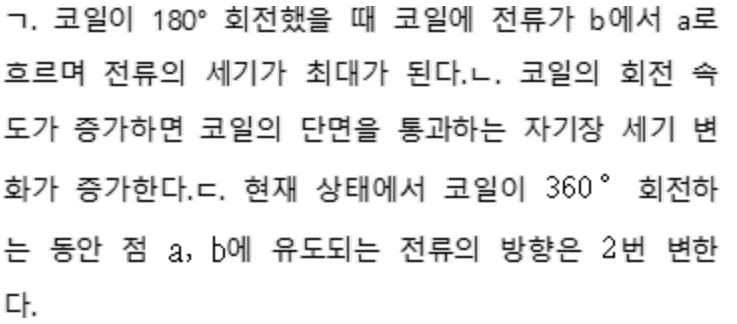 ㄱ. 코일이 180° 회전했을 때 코일에 전류가 b에서 a로
흐르며 전류의 세기가 최대가 된다.ㄴ. 코일의 회전 속
도가 증가하면 코일의 단면을 통과하는 자기장 세기 변
화가 증가한다.ㄷ. 현재 상태에서 코일이 360° 회전하
는 동안 점 a, b에 유도되는 전류의 방향은 2번 변한
다.